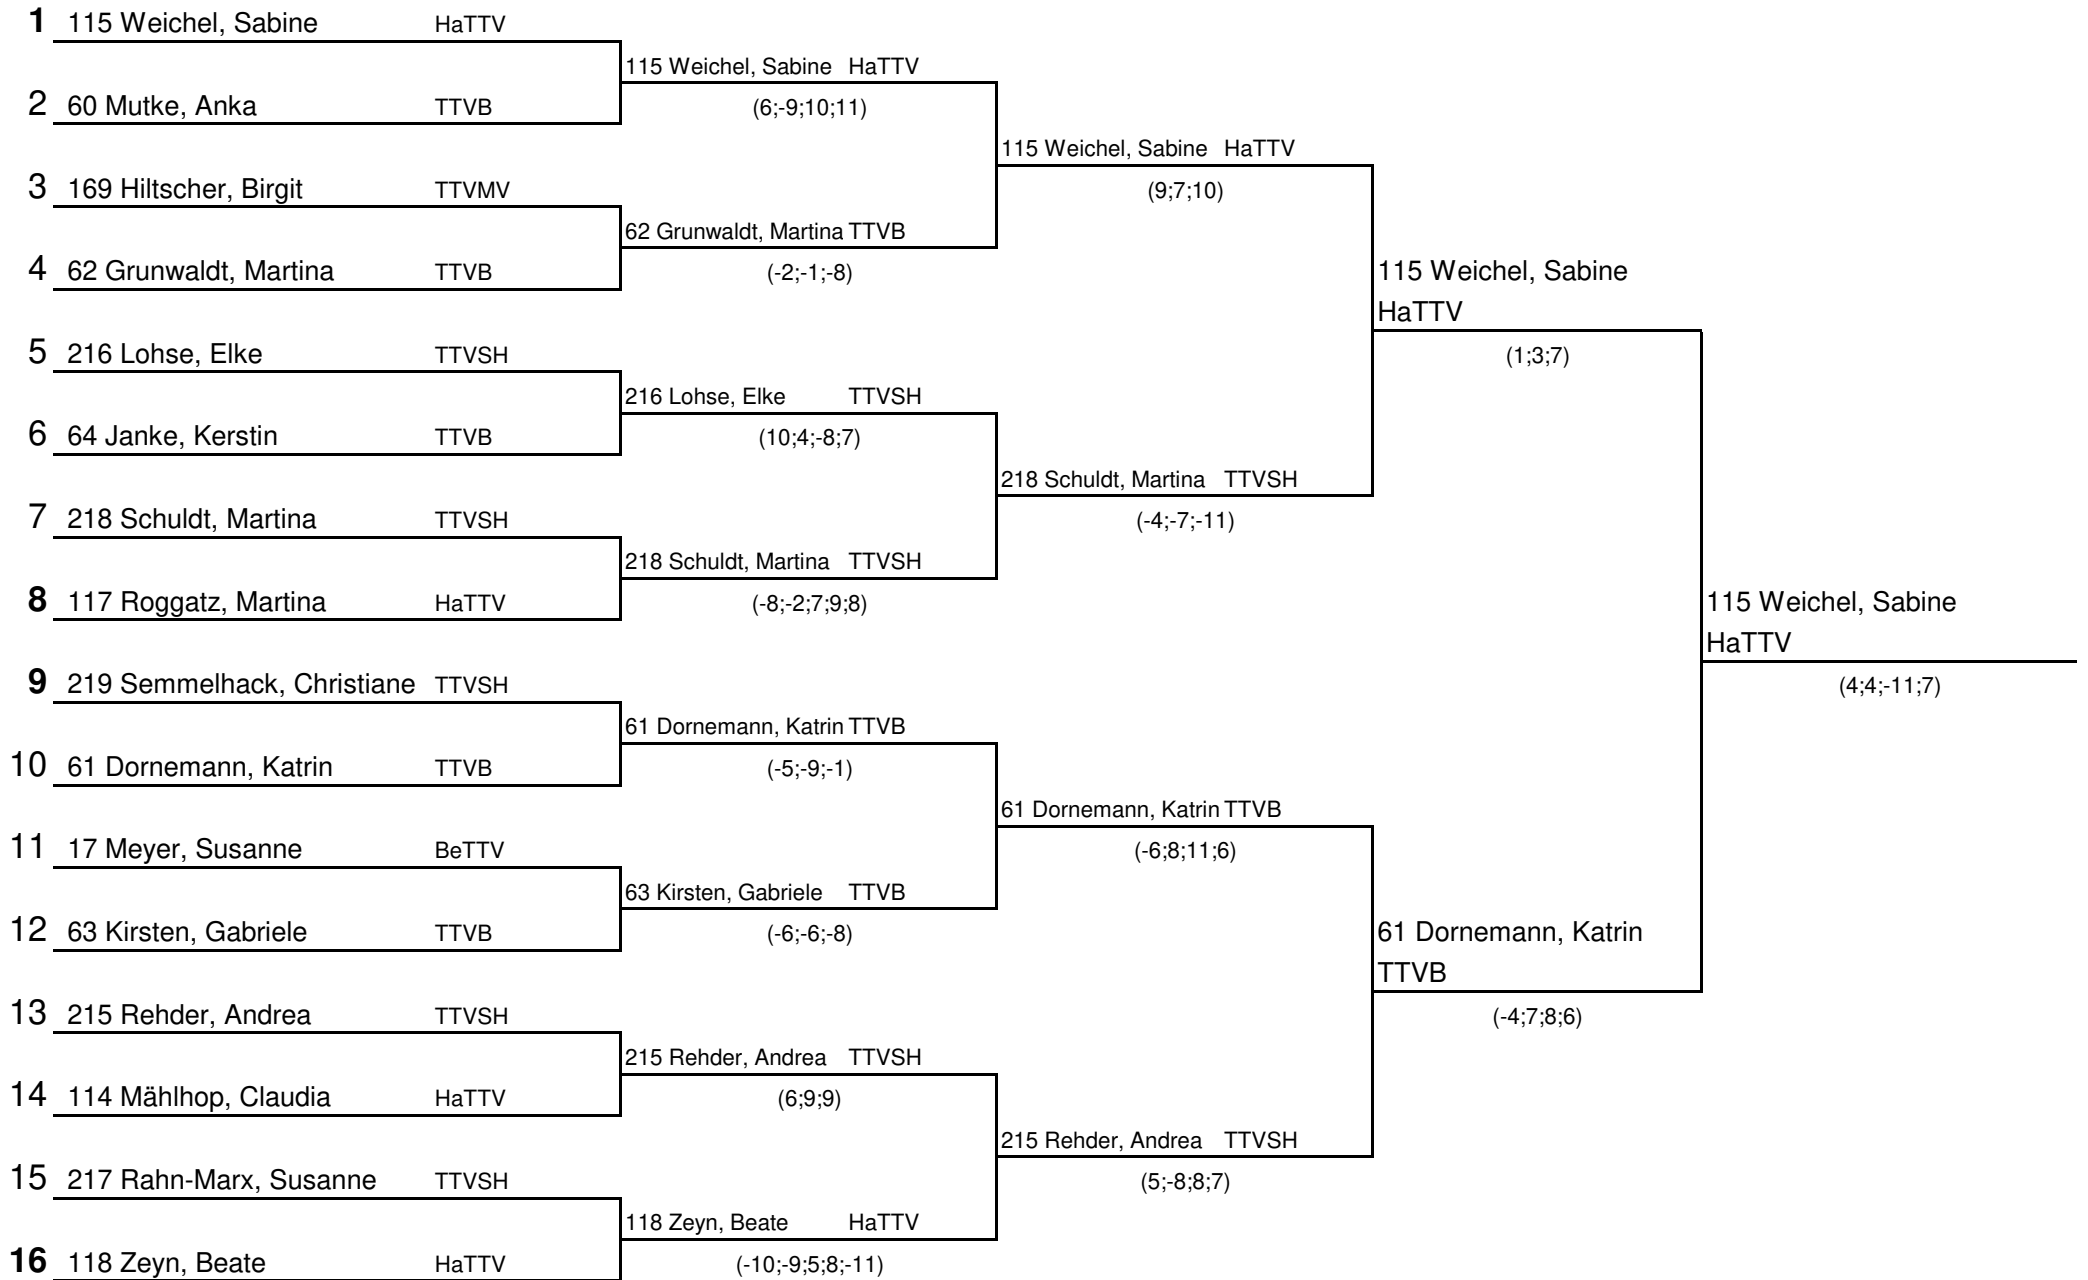 1 115 Weichel, Sabine HaTTV
115 Weichel, Sabine HaTTV
2 60 Mutke, Anka TTVB
(6;-9;10;11)
115 Weichel, Sabine HaTTV
3 169 Hiltscher, Birgit TTVMV
(9;7;10)
62 Grunwaldt, Martina TTVB
4 62 Grunwaldt, Martina TTVB
(-2;-1;-8)
115 Weichel, Sabine
HaTTV
5 216 Lohse, Elke TTVSH
(1;3;7)
216 Lohse, Elke TTVSH
6 64 Janke, Kerstin TTVB
(10;4;-8;7)
218 Schuldt, Martina TTVSH
7 218 Schuldt, Martina TTVSH
(-4;-7;-11)
218 Schuldt, Martina TTVSH
8 117 Roggatz, Martina HaTTV
(-8;-2;7;9;8)
115 Weichel, Sabine
HaTTV
9 219 Semmelhack, Christiane TTVSH
(4;4;-11;7)
61 Dornemann, Katrin TTVB
10 61 Dornemann, Katrin TTVB
(-5;-9;-1)
61 Dornemann, Katrin TTVB
11 17 Meyer, Susanne BeTTV
(-6;8;11;6)
63 Kirsten, Gabriele TTVB
12 63 Kirsten, Gabriele TTVB
(-6;-6;-8)
61 Dornemann, Katrin
TTVB
13 215 Rehder, Andrea TTVSH
(-4;7;8;6)
215 Rehder, Andrea TTVSH
14 114 Mählhop, Claudia HaTTV
(6;9;9)
215 Rehder, Andrea TTVSH
15 217 Rahn-Marx, Susanne TTVSH
(5;-8;8;7)
118 Zeyn, Beate HaTTV
16 118 Zeyn, Beate HaTTV
(-10;-9;5;8;-11)